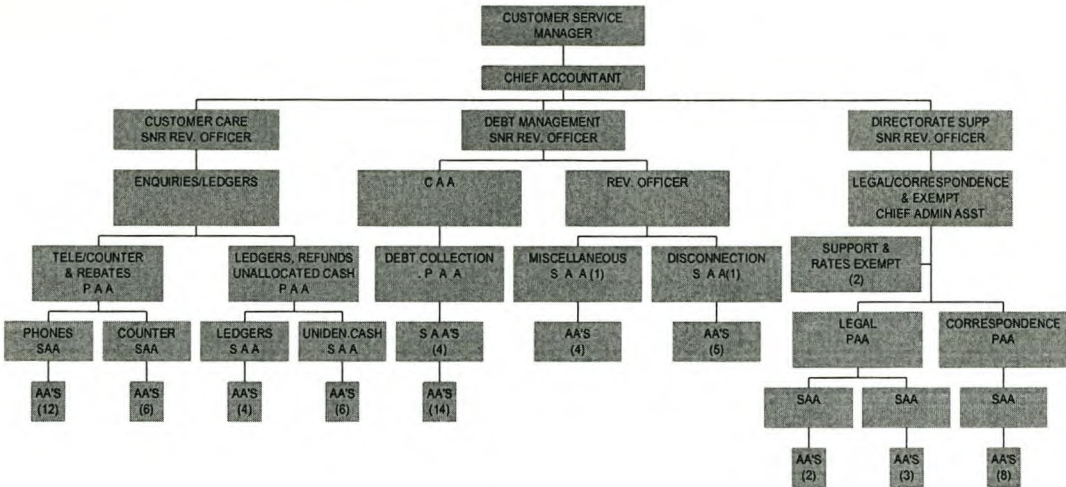 CUSTOMER SERVICE
MANAGER
CHIEF ACCOUNTANT
CUSTOMER CARE
SNR REV. OFFICER
DEBT MANAGEMENT
SNR REV. OFFICER
DIRECTORATE SUPP
SNR REV. OFFICER
ENQUIRIES/LEDGERS
C A A
REV. OFFICER
LEGAL/CORRESPONDENCE
& EXEMPT
CHIEF ADMIN ASST
TELE/COUNTER
& REBATES
P A A
LEDGERS, REFUNDS
UNALLOCATED CASH
P.A A
DEBT COLLECTION
. P A A
MISCELLANEOUS
S A A (1)
DISCONNECTION
S A A(1)
SUPPORT &
RATES EXEMPT
(2)
PHONES
SAA
COUNTER
SAA
LEDGERS
S A A
UNIDEN.CASH
S A A
S AA'S
(4)
AA'S
(4)
AA'S
(5)
LEGAL
PAA
CORRESPONDENCE
PAA
AA'S
(12)
AA'S
(6)
AA'S
(4)
AA'S
(6)
AA'S
(14)
SAA
SAA
SAA
AA'S
(2)
AA'S
(3)
AA'S
(8)